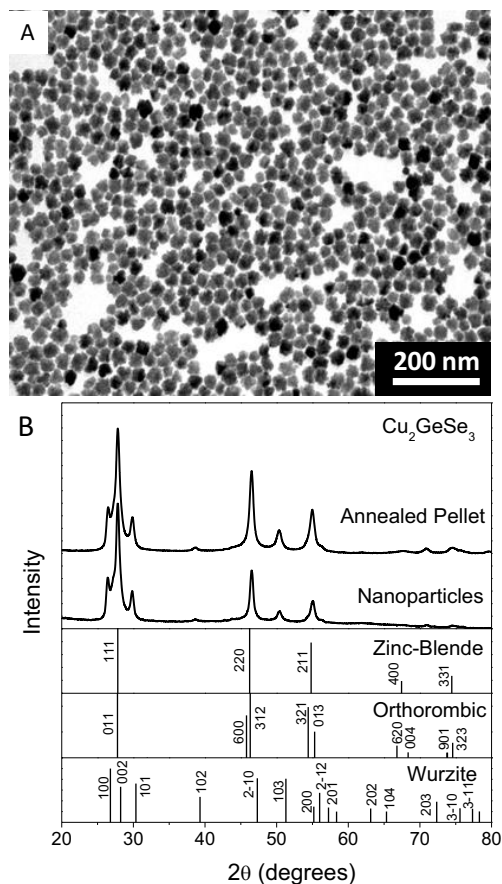 A
200 nm
B
Cu₂GeSe₃
Annealed Pellet
Nanoparticles
Intensity
Zinc-Blende
111
220
211
400
331
Orthorombic
011
600
312
321
013
620
004
901
323
Wurzite
100
002
101
102
2-10
103
200
2-12
201
202
104
203
3-10
3-11
20 30 40 50 60 70 80
2θ (degrees)